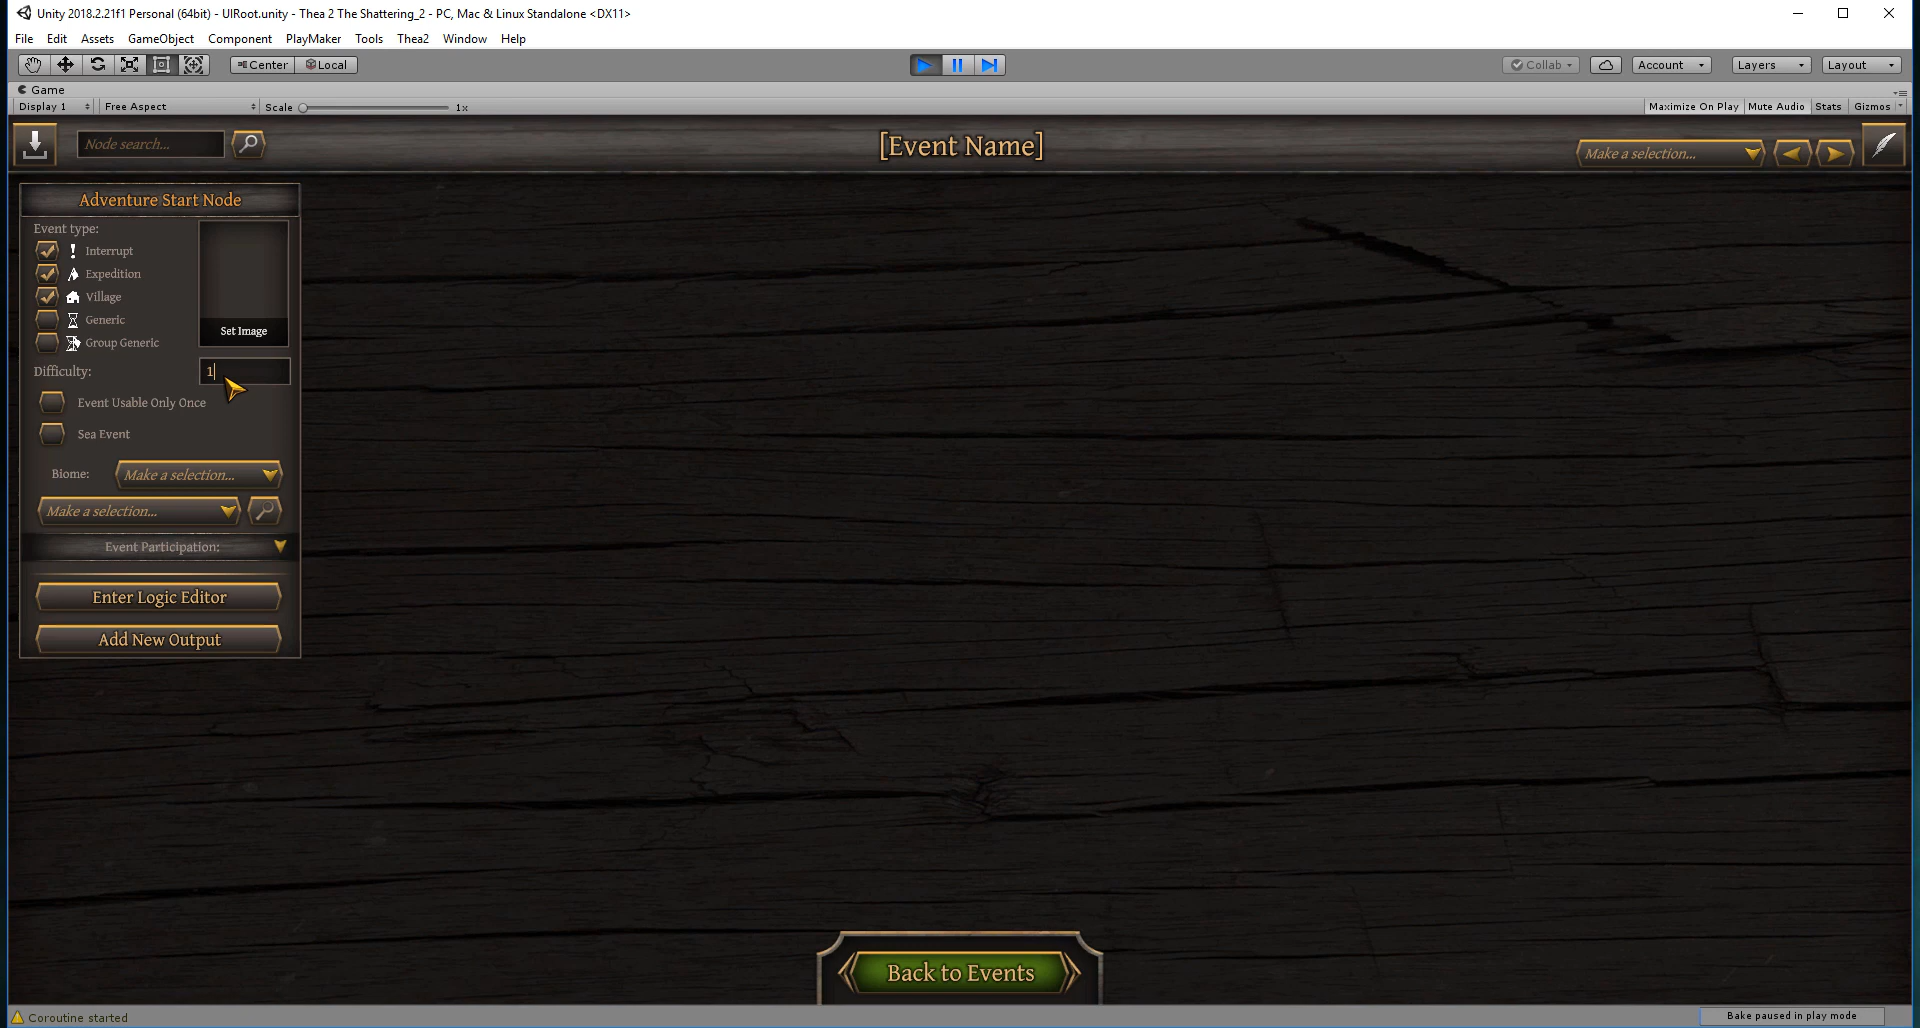 Unity 2018.2.21f1 Personal (64bit) - UIRoot.unity - Thea 2 The Shattering_2 - PC, Mac & Linux Standalone <DX11>
File Edit Assets GameObject Component PlayMaker Tools Thea2 Window Help
Center Local Collab Account Layers Layout
Game
Display 1 Free Aspect Scale 1x Maximize On Play Mute Audio Stats Gizmos
Node search... [Event Name] Make a selection...
Adventure Start Node
Event type:
Interrupt
Expedition
Village
Generic
Group Generic
Set Image
Difficulty: 1
Event Usable Only Once
Sea Event
Biome: Make a selection...
Make a selection...
Event Participation:
Enter Logic Editor
Add New Output
Back to Events
Coroutine started
Bake paused in play mode